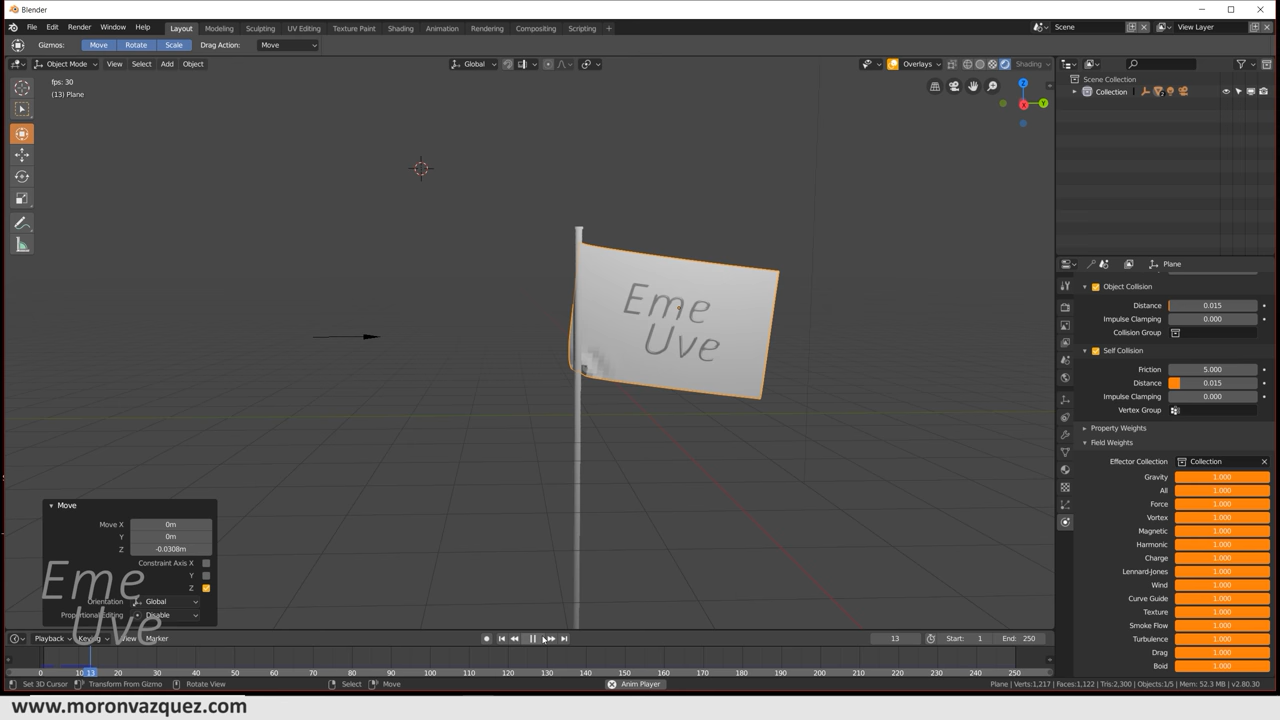 Blender
File Edit Render Window Help Layout Modeling Sculpting UV Editing Texture Paint Shading Animation Rendering Compositing Scripting + Scene View Layer
Gizmos: Move Rotate Scale Drag Action: Move
Object Mode View Select Add Object Global Overlays Shading
fps: 30
(13) Plane
Z
Y
X
Scene Collection
Collection
Eme
Uve
Plane
Object Collision
Distance 0.015
Impulse Clamping 0.000
Collision Group
Self Collision
Friction 5.000
Distance 0.015
Impulse Clamping 0.000
Vertex Group
Property Weights
Field Weights
Effector Collection Collection
Gravity 1.000
All 1.000
Force 1.000
Vortex 1.000
Magnetic 1.000
Harmonic 1.000
Charge 1.000
Lennard-Jones 1.000
Wind 1.000
Curve Guide 1.000
Texture 1.000
Smoke Flow 1.000
Turbulence 1.000
Drag 1.000
Boid 1.000
Move
Move X 0m
Y 0m
Z -0.0308m
Constraint Axis X
Y
Z
Orientation Global
Proportional Editing Disable
Eme
Uve
Playback Keying View Marker 13 Start: 1 End: 250
0 10 13 20 30 40 50 60 70 80 90 100 110 120 130 140 150 160 170 180 190 200 210 220 230 240 250
Set 3D Cursor Transform From Gizmo Rotate View Select Move Anim Player Plane | Verts:1,217 | Faces:1,122 | Tris:2,300 | Objects:1/5 | Mem: 52.3 MB | v2.80.30
www.moronvazquez.com